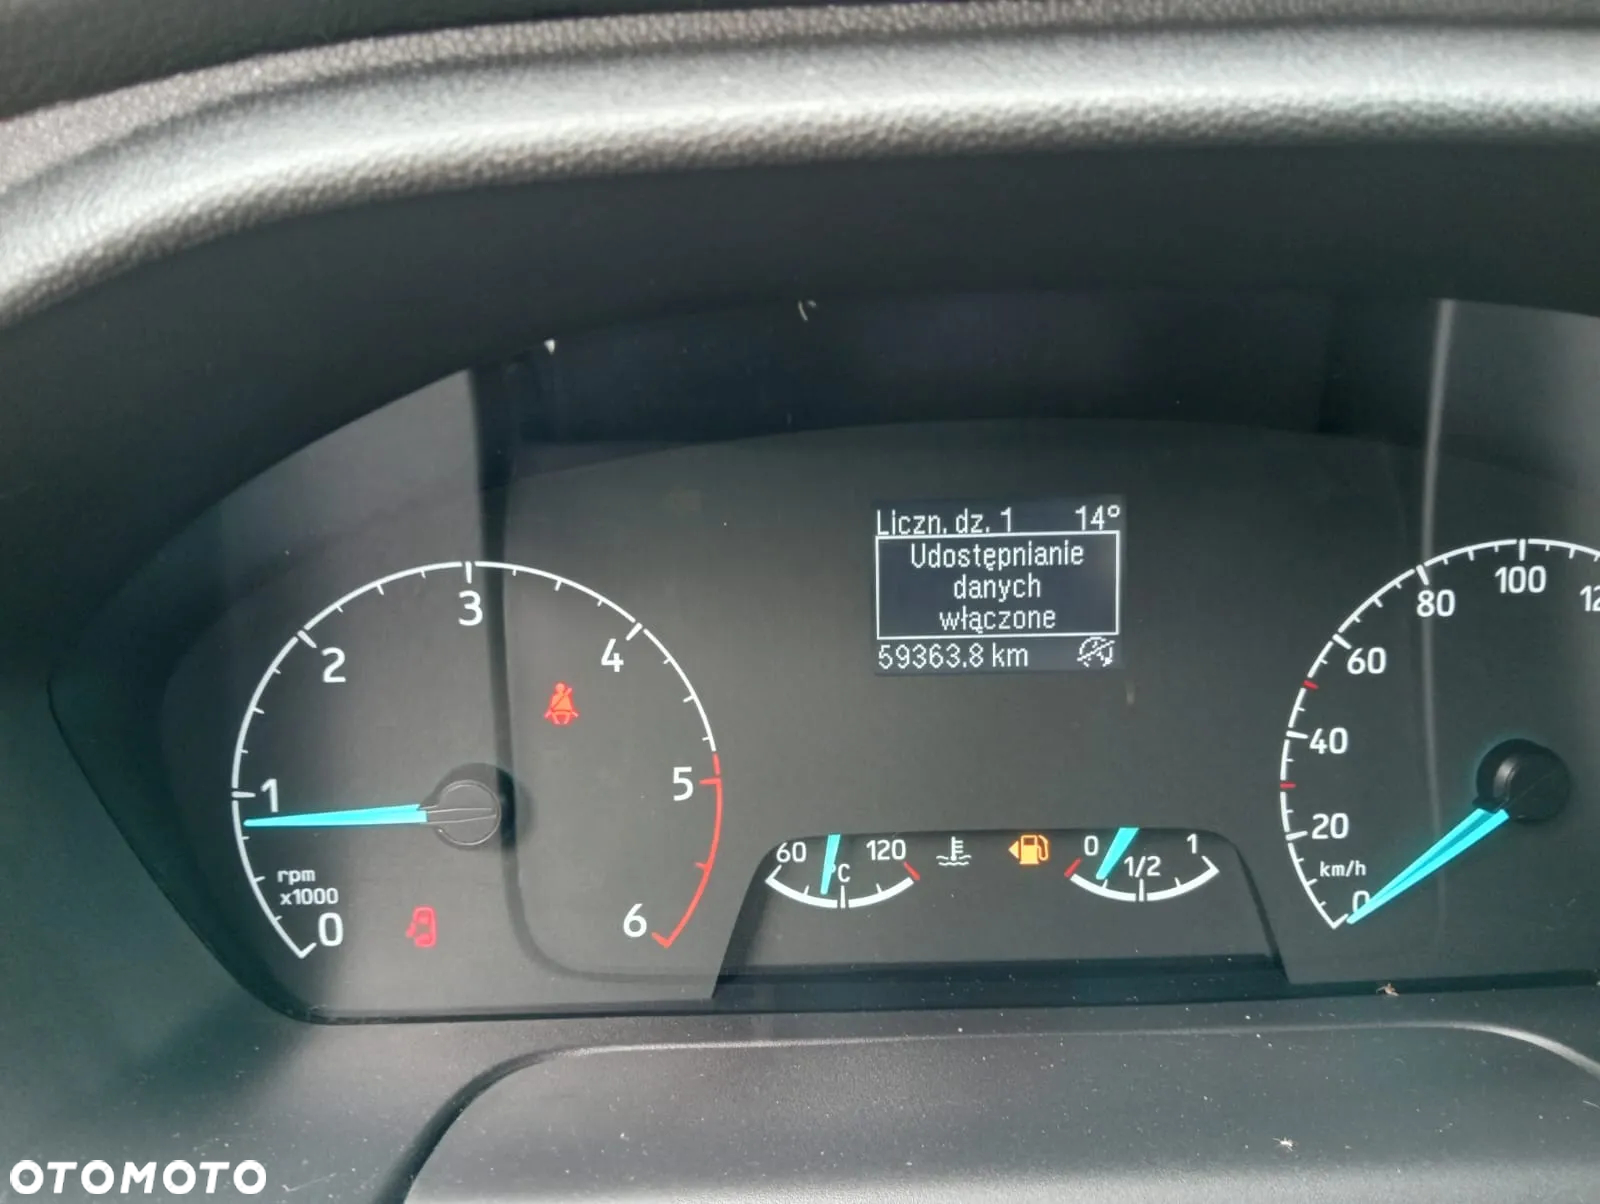 Liczn. dz. 1 14°
Udostępnianie
danych
włączone
59363.8 km
0 1 2 3 4 5 6
rpm
x1000
60 °C 120
0 1/2 1
0 20 40 60 80 100
km/h
OTOMOTO